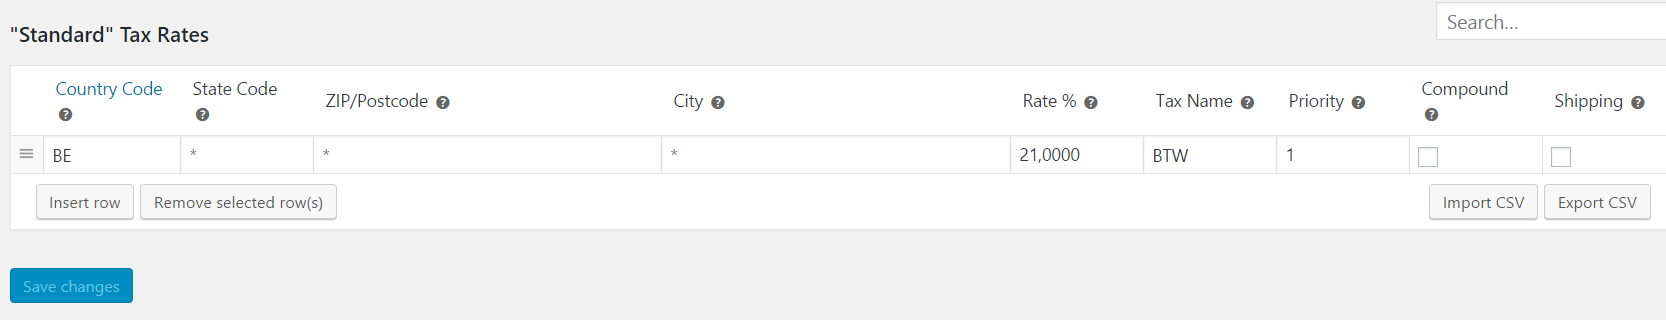 "Standard" Tax Rates
Search...
Country Code
State Code
ZIP/Postcode
City
Rate %
Tax Name
Priority
Compound
Shipping
BE
*
*
*
21,0000
BTW
1
Insert row
Remove selected row(s)
Import CSV
Export CSV
Save changes